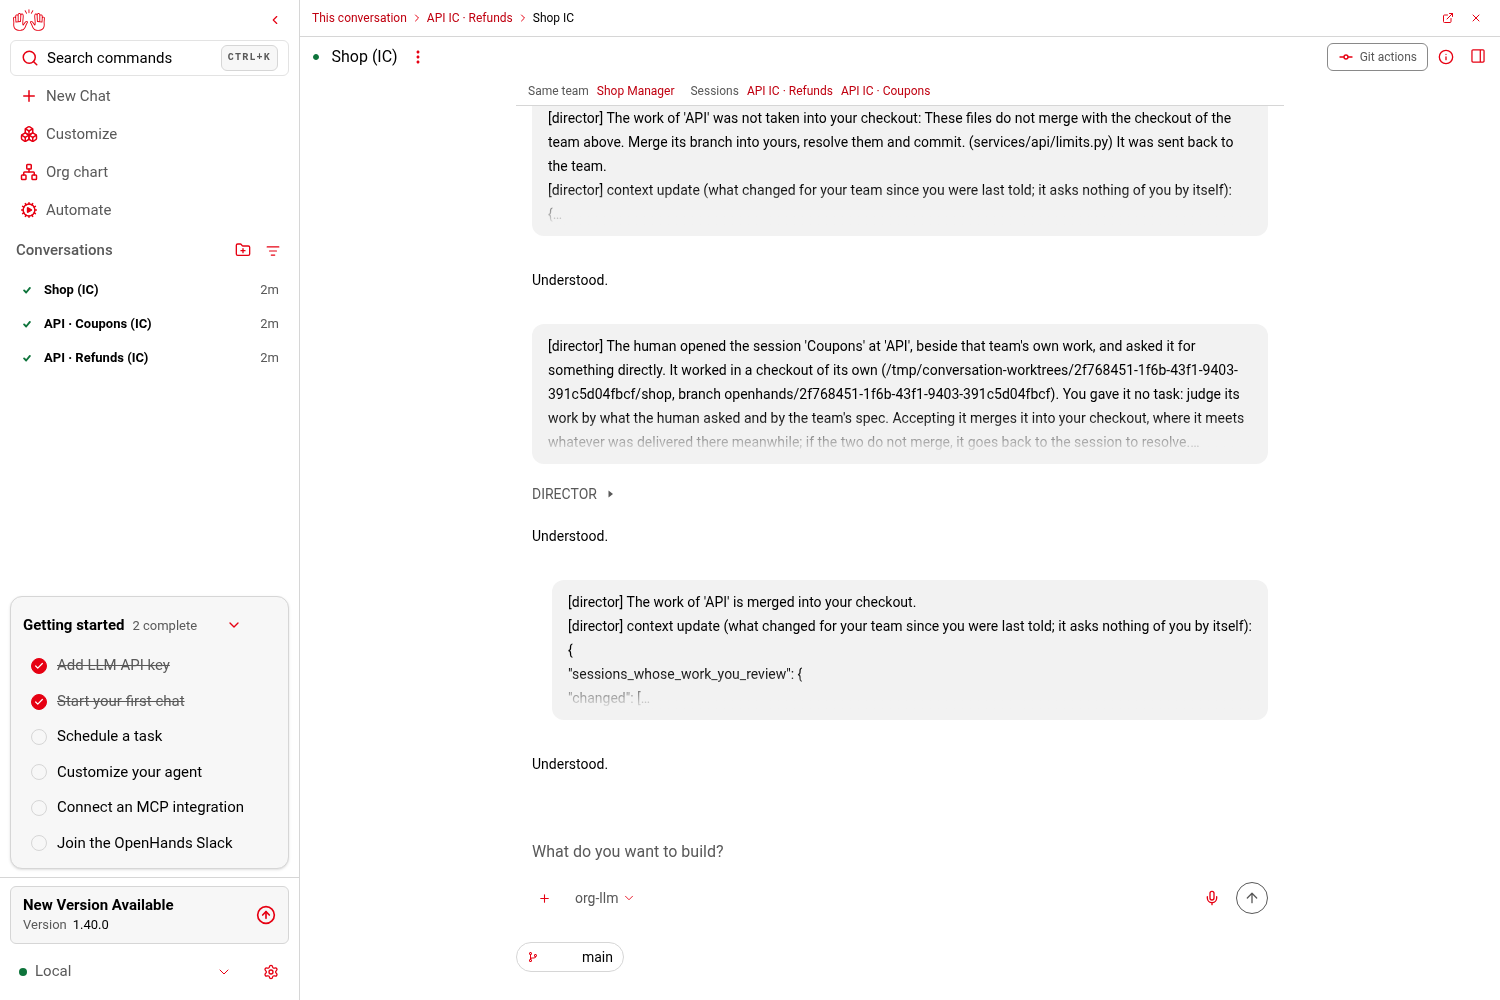 Search commands
CTRL+K
New Chat
Customize
Org chart
Automate
Conversations
Shop (IC) 2m
API · Coupons (IC) 2m
API · Refunds (IC) 2m
Getting started 2 complete
Add LLM API key
Start your first chat
Schedule a task
Customize your agent
Connect an MCP integration
Join the OpenHands Slack
New Version Available
Version 1.40.0
Local
This conversation > API IC · Refunds > Shop IC
Shop (IC)
Git actions
Same team Shop Manager Sessions API IC · Refunds API IC · Coupons
[director] The work of 'API' was not taken into your checkout: These files do not merge with the checkout of the
team above. Merge its branch into yours, resolve them and commit. (services/api/limits.py) It was sent back to
the team.
[director] context update (what changed for your team since you were last told; it asks nothing of you by itself):
{...
Understood.
[director] The human opened the session 'Coupons' at 'API', beside that team's own work, and asked it for
something directly. It worked in a checkout of its own (/tmp/conversation-worktrees/2f768451-1f6b-43f1-9403-
391c5d04fbcf/shop, branch openhands/2f768451-1f6b-43f1-9403-391c5d04fbcf). You gave it no task: judge its
work by what the human asked and by the team's spec. Accepting it merges it into your checkout, where it meets
whatever was delivered there meanwhile; if the two do not merge, it goes back to the session to resolve....
DIRECTOR
Understood.
[director] The work of 'API' is merged into your checkout.
[director] context update (what changed for your team since you were last told; it asks nothing of you by itself):
{
"sessions_whose_work_you_review": {
"changed": [...
Understood.
What do you want to build?
org-llm
main